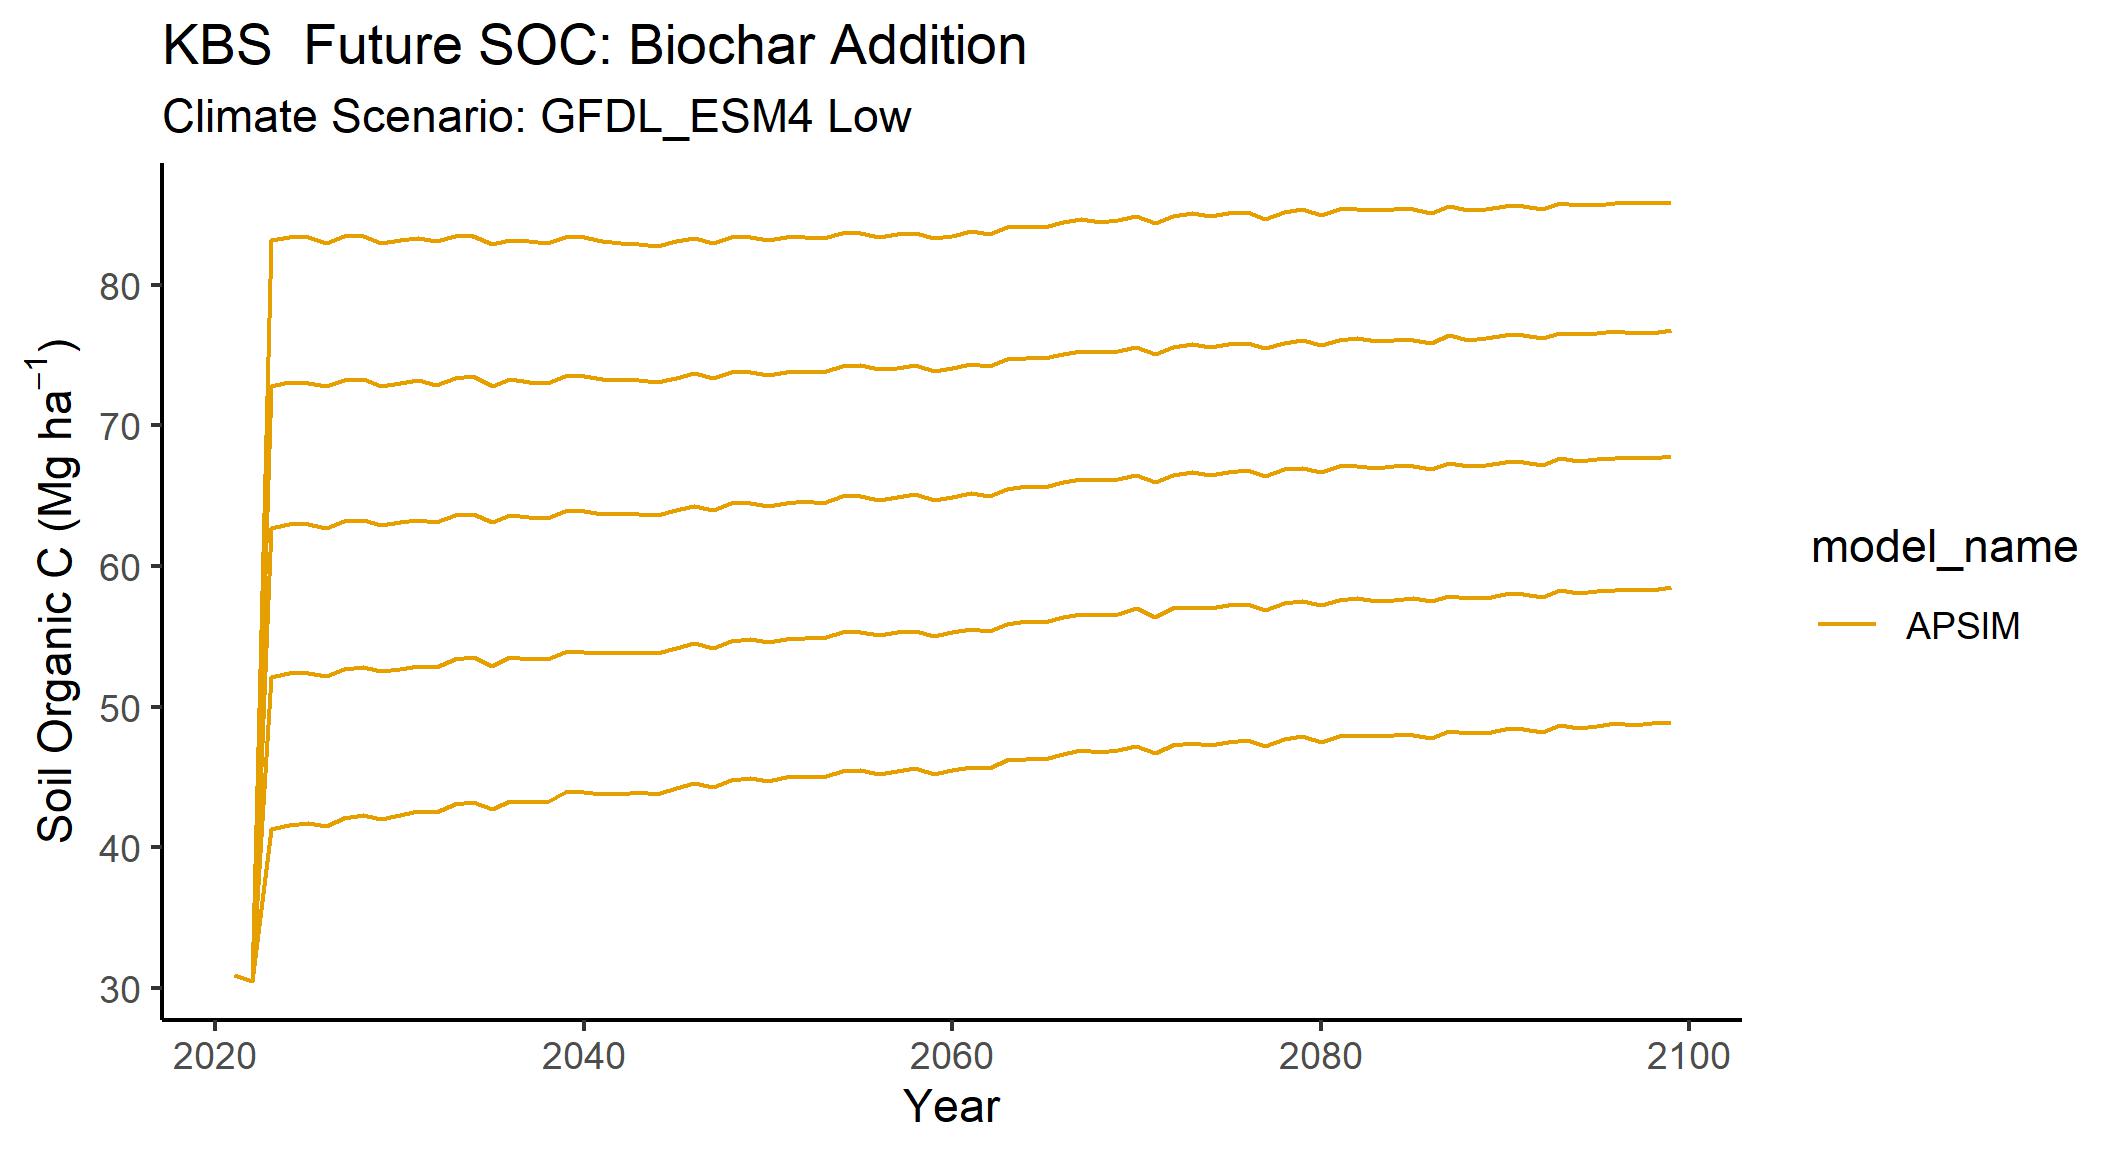 KBS  Future SOC: Biochar Addition
Climate Scenario: GFDL_ESM4 Low
Soil Organic C (Mg ha⁻¹)
80
70
60
50
40
30
2020
2040
2060
2080
2100
Year
model_name
APSIM